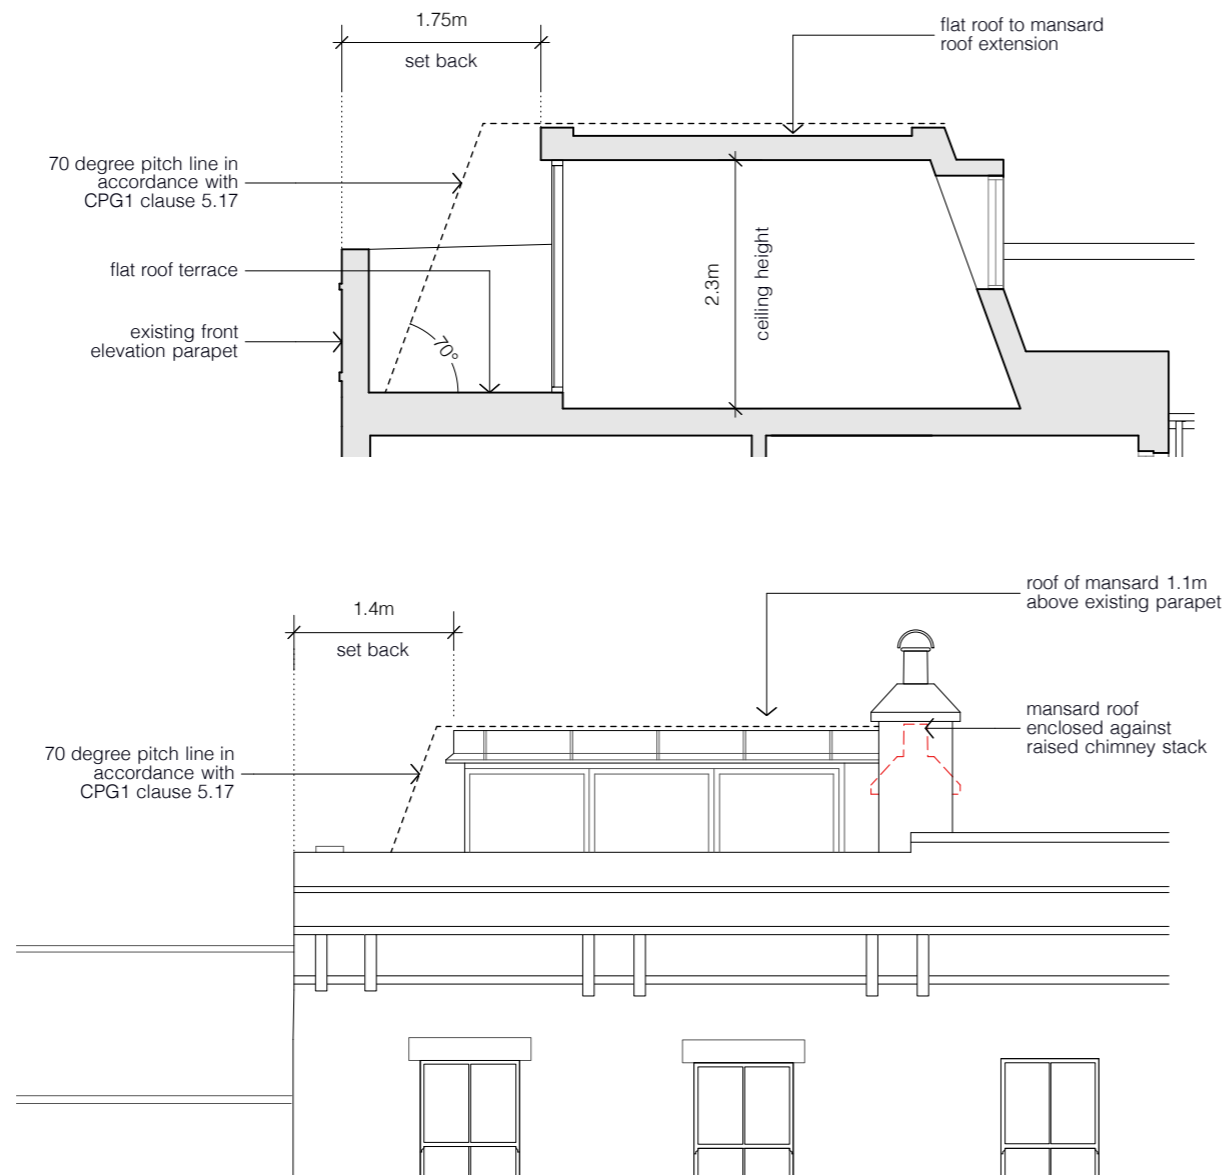 1.75m
set back
flat roof to mansard
roof extension
70 degree pitch line in
accordance with
CPG1 clause 5.17
flat roof terrace
existing front
elevation parapet
70°
2.3m
ceiling height
1.4m
set back
roof of mansard 1.1m
above existing parapet
mansard roof
enclosed against
raised chimney stack
70 degree pitch line in
accordance with
CPG1 clause 5.17